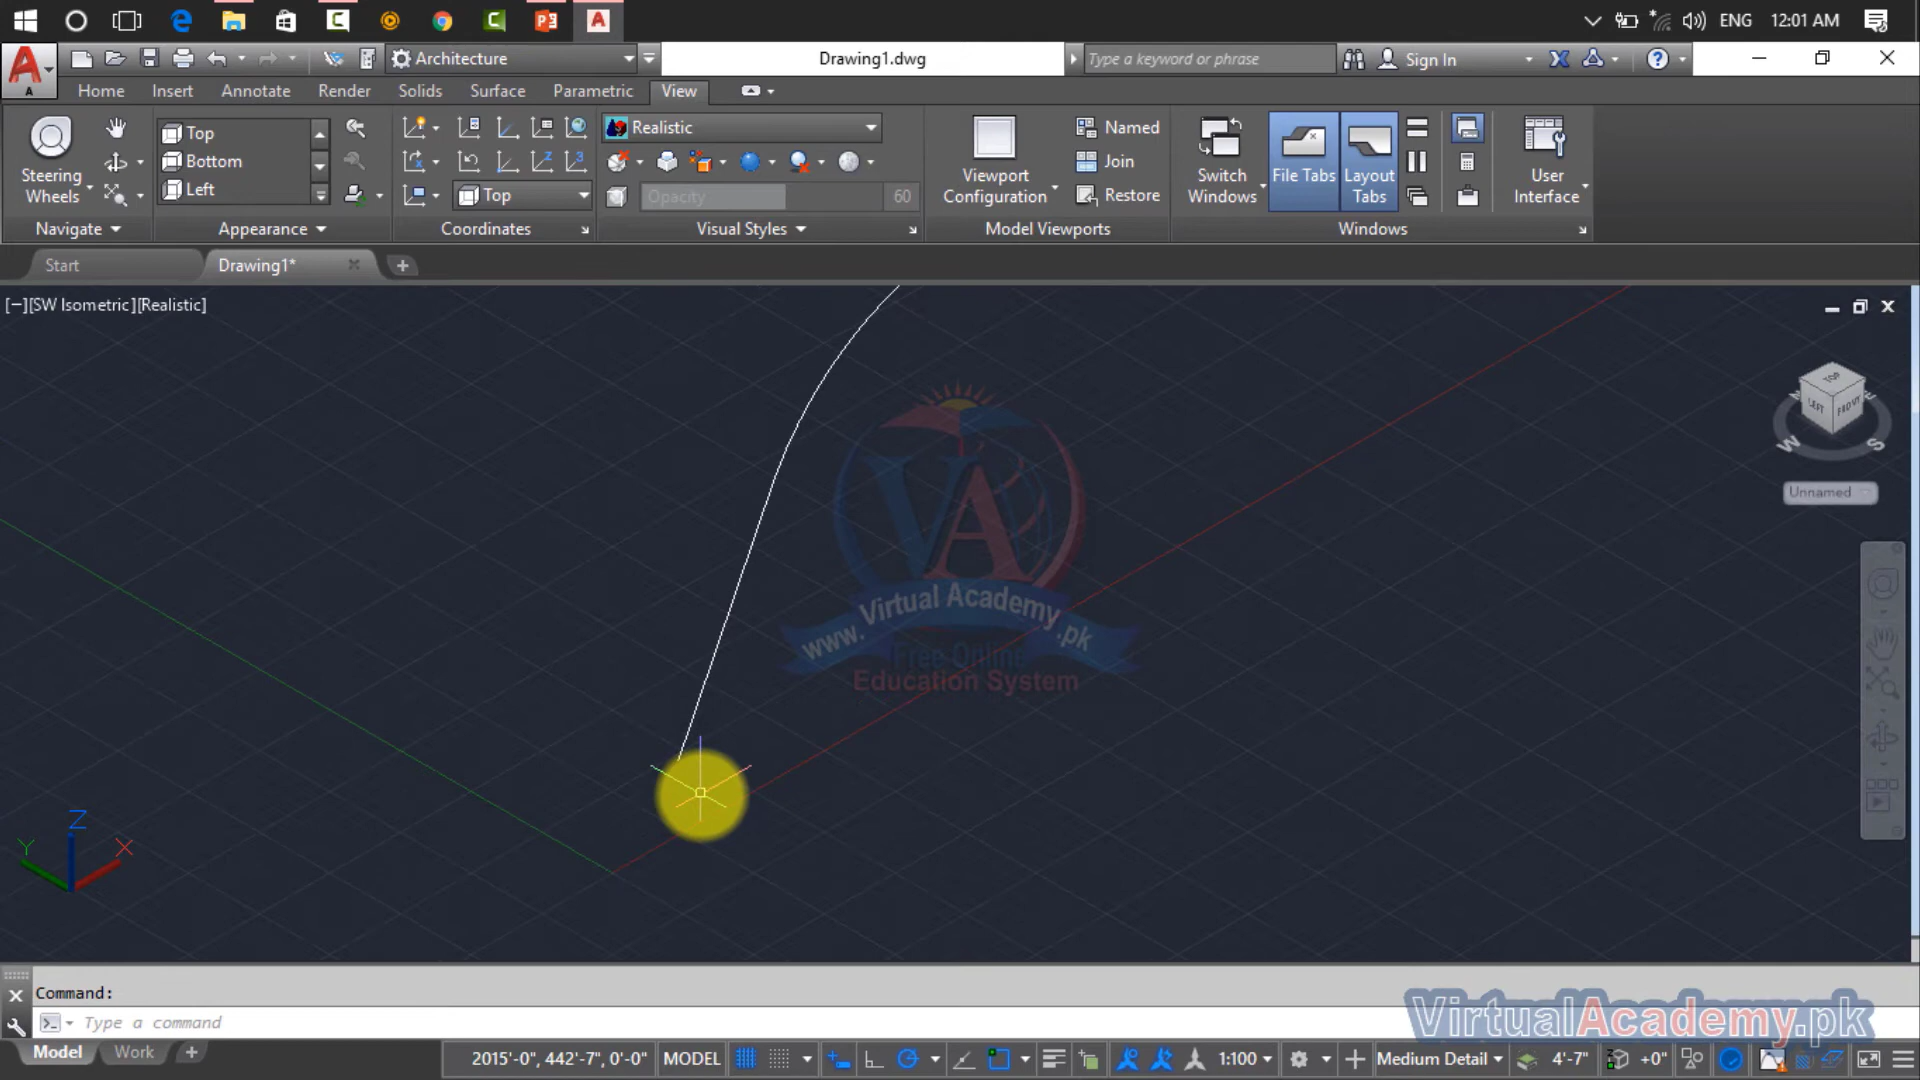 ENG 12:01 AM
Architecture
Drawing1.dwg
Type a keyword or phrase
Sign In
A
Home Insert Annotate Render Solids Surface Parametric View
Top
Bottom
Left
Steering
Wheels
Navigate
Appearance
Top
Coordinates
Realistic
Opacity 60
Visual Styles
Viewport
Configuration
Named
Join
Restore
Model Viewports
Switch
Windows
File Tabs
Layout
Tabs
User
Interface
Windows
Start Drawing1*
[−][SW Isometric][Realistic]
TOP
LEFT FRONT
W S
Unnamed
VA
www.Virtual Academy.pk
Free Online
Education System
Z
Y X
Command:
Type a command
VirtualAcademy.pk
Model Work
2015'-0", 442'-7", 0'-0" MODEL 1:100 Medium Detail 4'-7" +0"